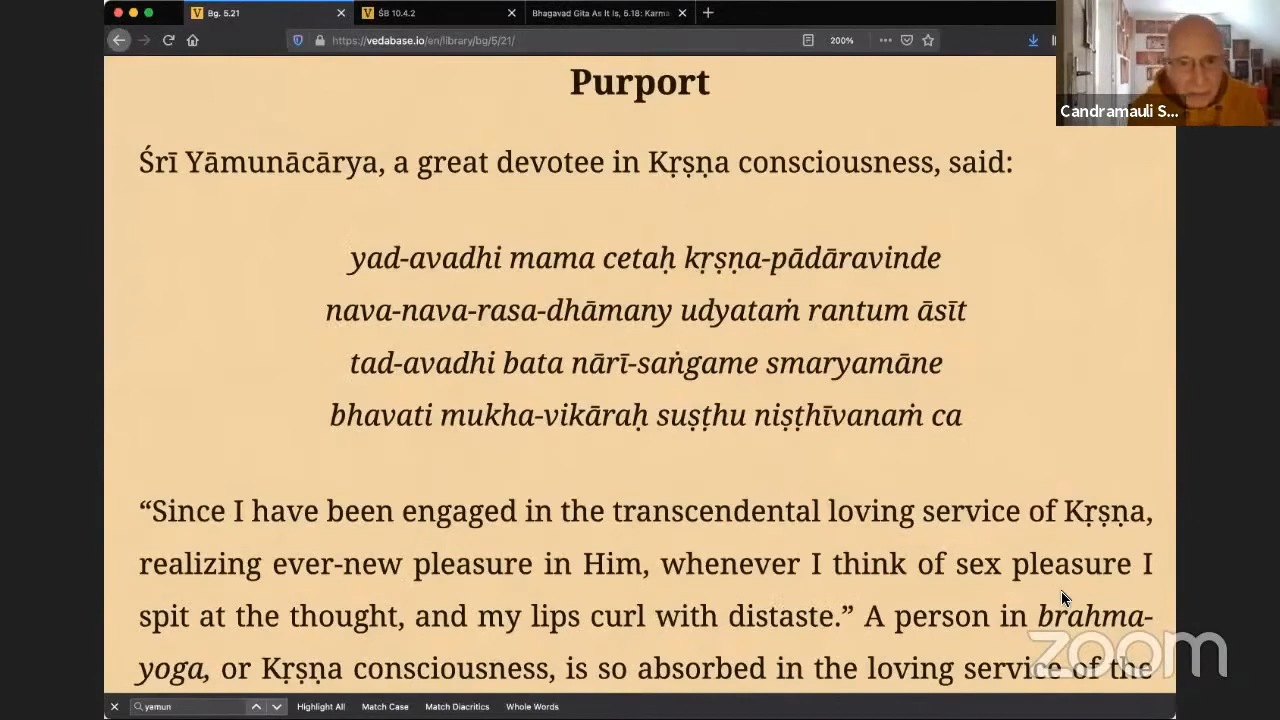 Bg. 5.21
ŚB 10.4.2
Bhagavad Gita As It Is, 5.18: Karma
https://vedabase.io/en/library/bg/5/21/
200%
Candramauli S...
Purport
Śrī Yāmunācārya, a great devotee in Kṛṣṇa consciousness, said:
yad-avadhi mama cetaḥ kṛṣṇa-pādāravinde
nava-nava-rasa-dhāmany udyataṁ rantum āsīt
tad-avadhi bata nārī-saṅgame smaryamāne
bhavati mukha-vikāraḥ suṣṭhu niṣṭhīvanaṁ ca
“Since I have been engaged in the transcendental loving service of Kṛṣṇa,
realizing ever-new pleasure in Him, whenever I think of sex pleasure I
spit at the thought, and my lips curl with distaste.” A person in brahma-
yoga, or Kṛṣṇa consciousness, is so absorbed in the loving service of the
zoom
yamun
Highlight All
Match Case
Match Diacritics
Whole Words